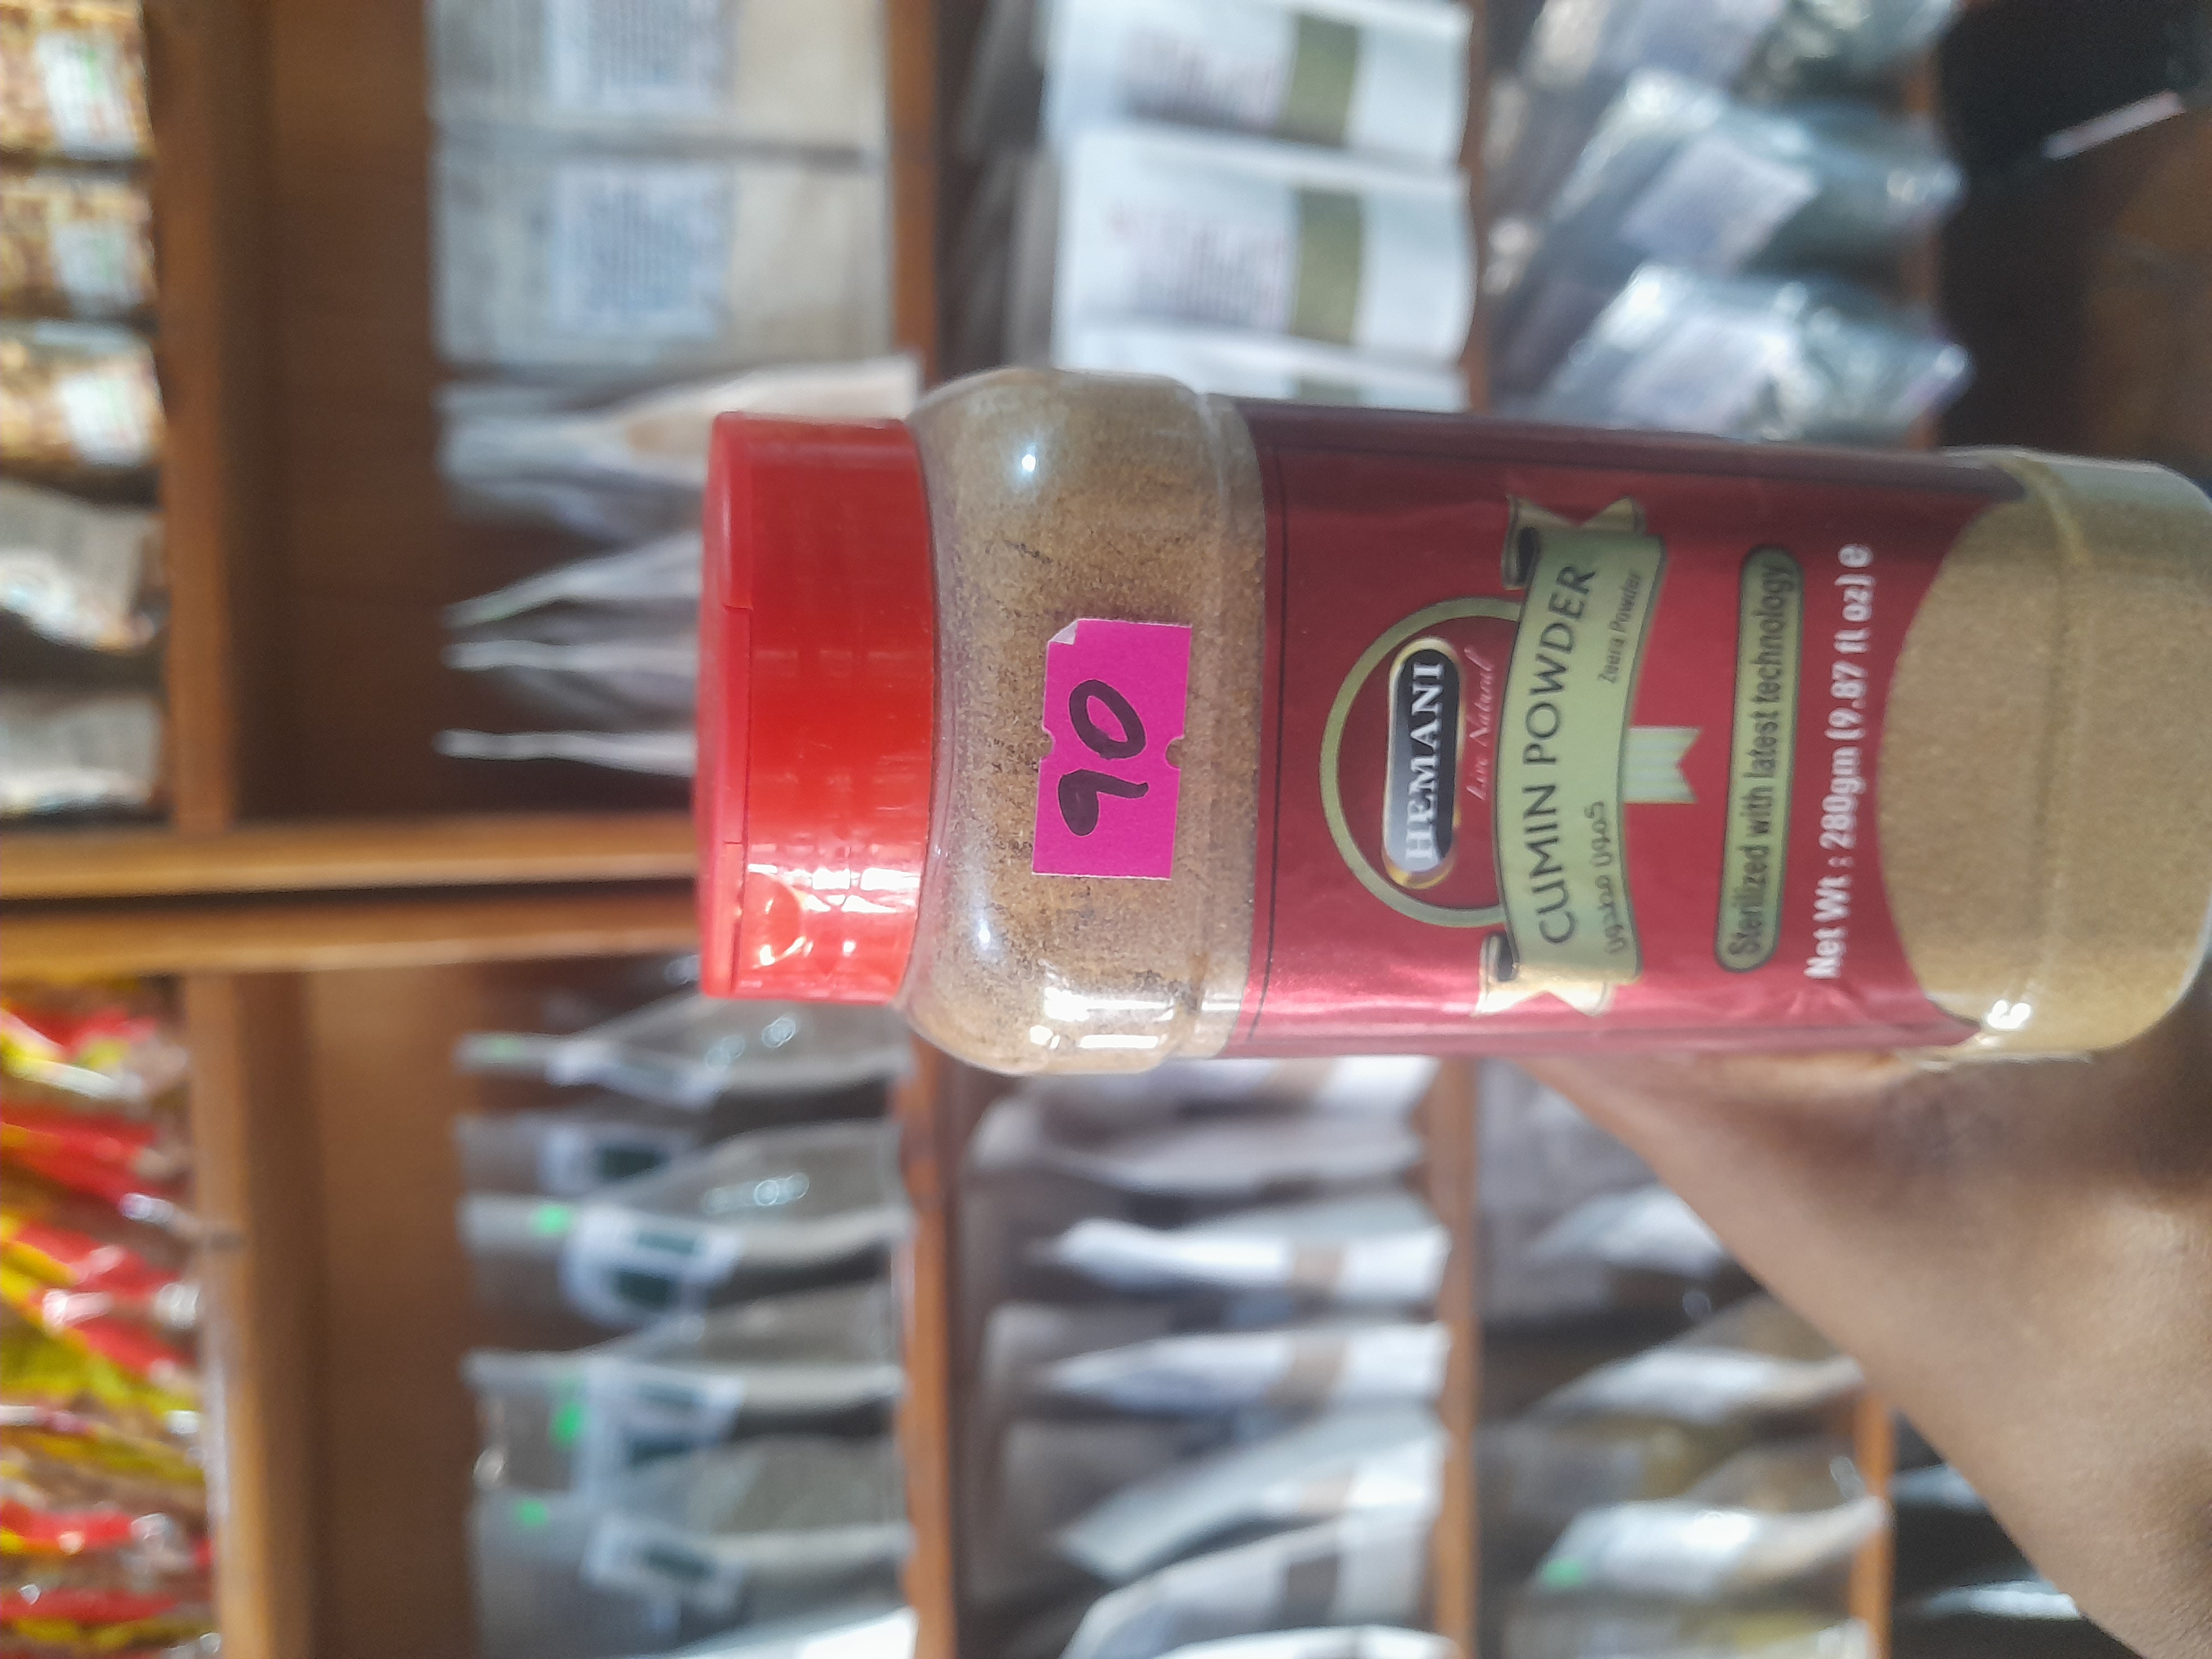 90
HEMANI
Live Natural
CUMIN POWDER
كمون مطحون
Zeera Powder
Sterilized with latest technology
Net Wt : 280gm (9.87 fl oz) e